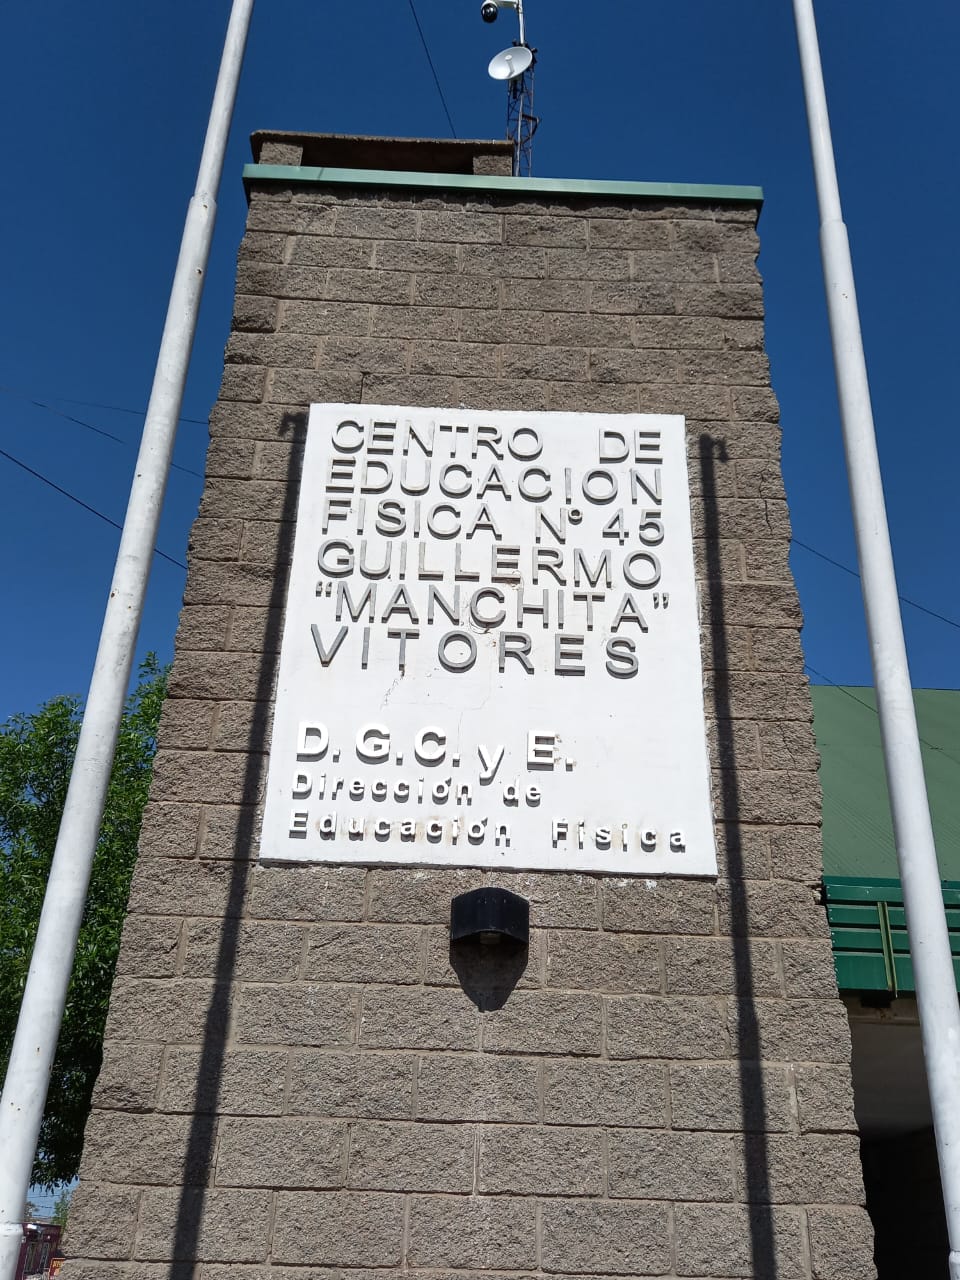 CENTRO DE
EDUCACION
FISICA Nº 45
GUILLERMO
“MANCHITA”
VITORES
D.G.C. y E.
Dirección de
Educación Física